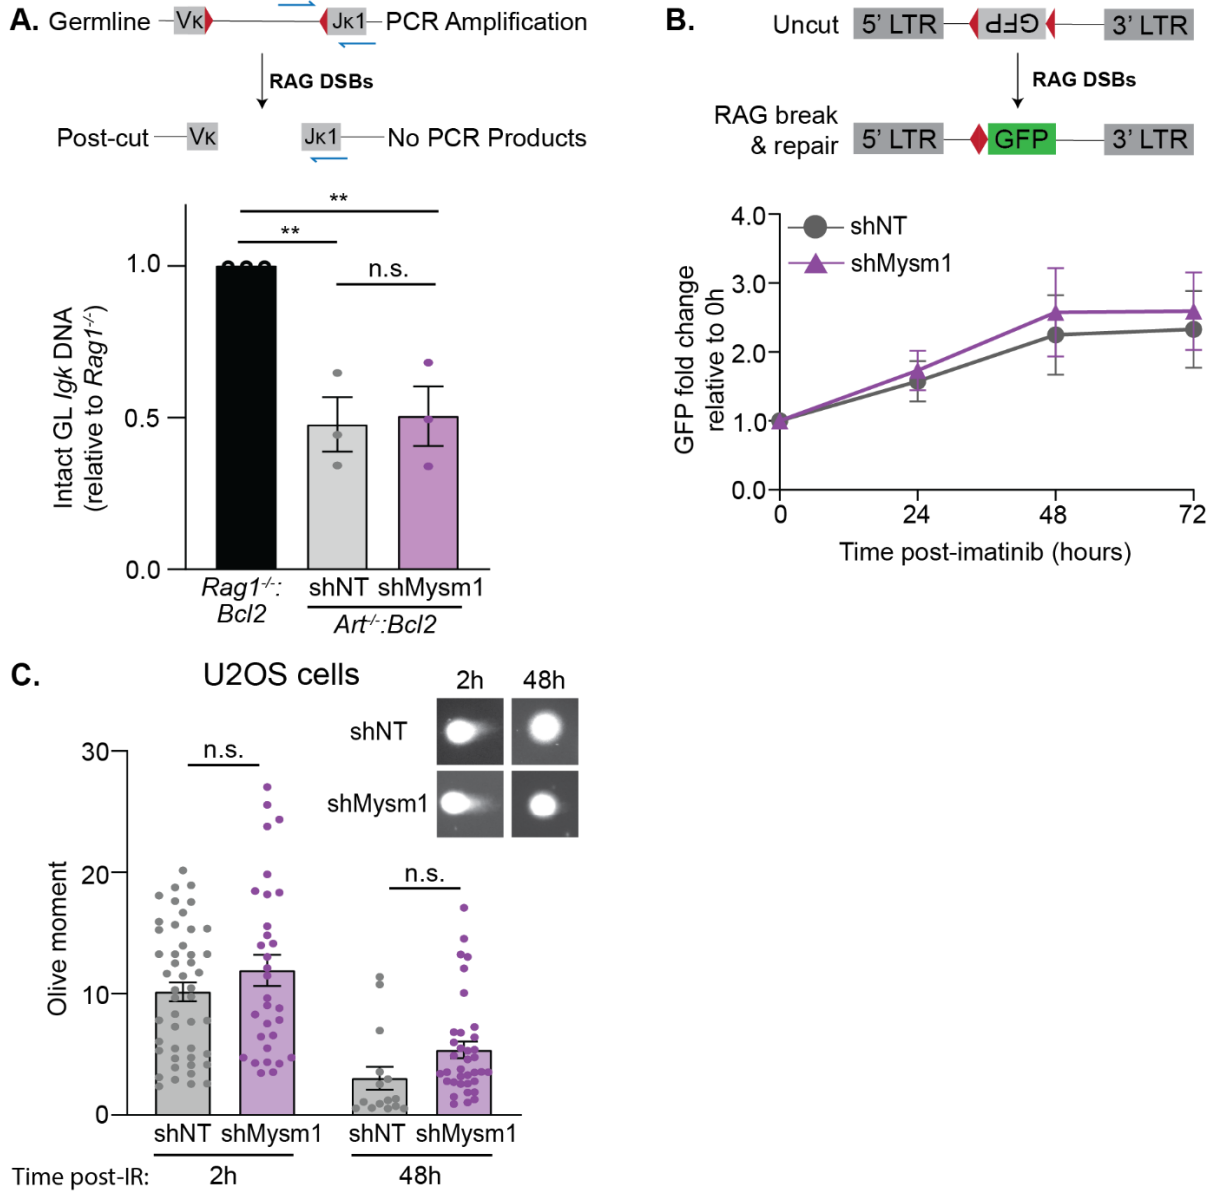 A.
Germline
Vκ
Jκ1
PCR Amplification
RAG DSBs
Post-cut
Vκ
Jκ1
No PCR Products
**
**
n.s.
Intact GL Igk DNA
(relative to Rag1-/-)
1.0
0.5
0.0
Rag1-/-:
Bcl2
shNT shMysm1
Art-/-:Bcl2
B.
Uncut
5' LTR
GFP
3' LTR
RAG DSBs
RAG break
& repair
5' LTR
GFP
3' LTR
shNT
shMysm1
GFP fold change
relative to 0h
4.0
3.0
2.0
1.0
0.0
0 24 48 72
Time post-imatinib (hours)
C.
U2OS cells
2h 48h
shNT
shMysm1
n.s.
n.s.
Olive moment
30
20
10
0
shNT shMysm1 shNT shMysm1
Time post-IR: 2h 48h